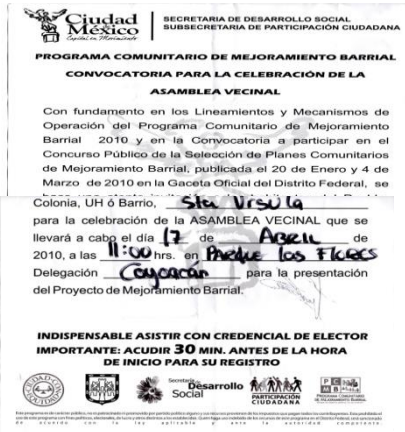 Ciudad de México
Capital en Movimiento
SECRETARIA DE DESARROLLO SOCIAL
SUBSECRETARIA DE PARTICIPACIÓN CIUDADANA
PROGRAMA COMUNITARIO DE MEJORAMIENTO BARRIAL
CONVOCATORIA PARA LA CELEBRACIÓN DE LA
ASAMBLEA VECINAL
Con fundamento en los Lineamientos y Mecanismos de
Operación del Programa Comunitario de Mejoramiento
Barrial 2010 y en la Convocatoria a participar en el
Concurso Público de la Selección de Planes Comunitarios
de Mejoramiento Barrial, publicada el 20 de Enero y 4 de
Marzo de 2010 en la Gaceta Oficial del Distrito Federal, se
Colonia, UH ó Barrio, Sta Ursula
para la celebración de la ASAMBLEA VECINAL que se
llevará a cabo el día 17 de ABRIL de
2010, a las 11:00 hrs. en PARQUE los FLORES
Delegación Coyoacan para la presentación
del Proyecto de Mejoramiento Barrial.
INDISPENSABLE ASISTIR CON CREDENCIAL DE ELECTOR
IMPORTANTE: ACUDIR 30 MIN. ANTES DE LA HORA
DE INICIO PARA SU REGISTRO
Secretaría de Desarrollo Social
PARTICIPACIÓN CIUDADANA
PCMB
PROGRAMA COMUNITARIO DE MEJORAMIENTO BARRIAL